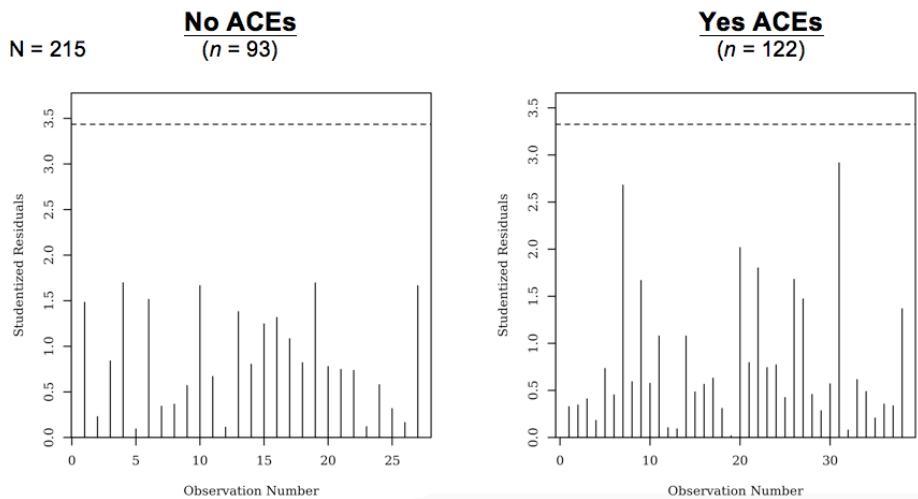 No ACEs
N = 215
(n = 93)
Yes ACEs
(n = 122)
Studentized Residuals
3.5
3.0
2.5
2.0
1.5
1.0
0.5
0.0
0 5 10 15 20 25
Observation Number
Studentized Residuals
3.5
3.0
2.5
2.0
1.5
1.0
0.5
0.0
0 10 20 30
Observation Number